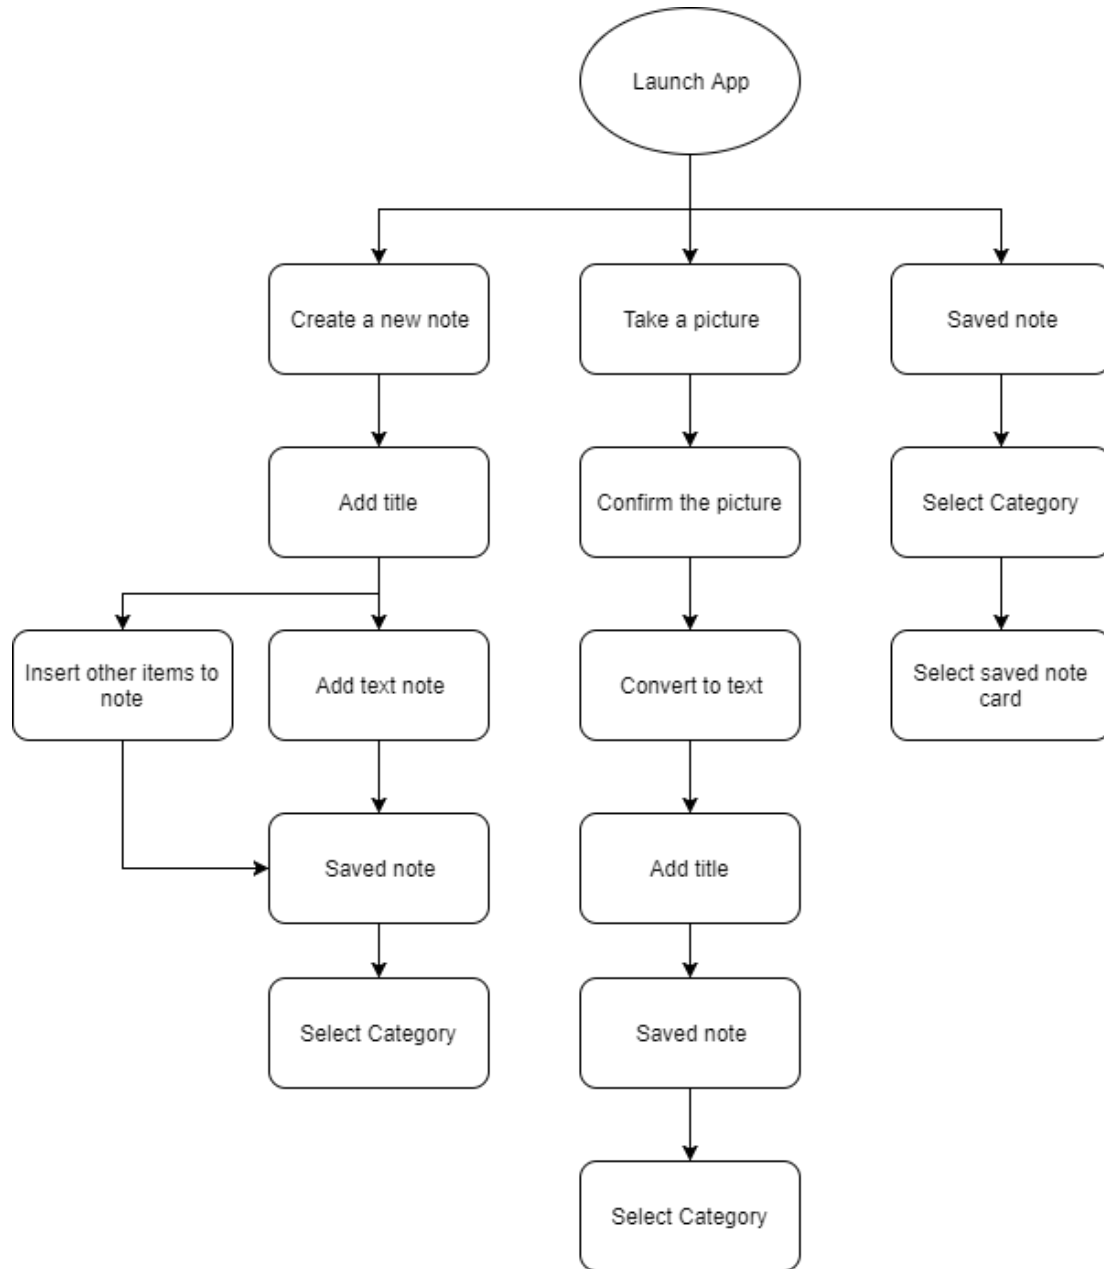 Launch App
Create a new note
Take a picture
Saved note
Add title
Confirm the picture
Select Category
Insert other items to
note
Add text note
Convert to text
Select saved note
card
Saved note
Add title
Select Category
Saved note
Select Category